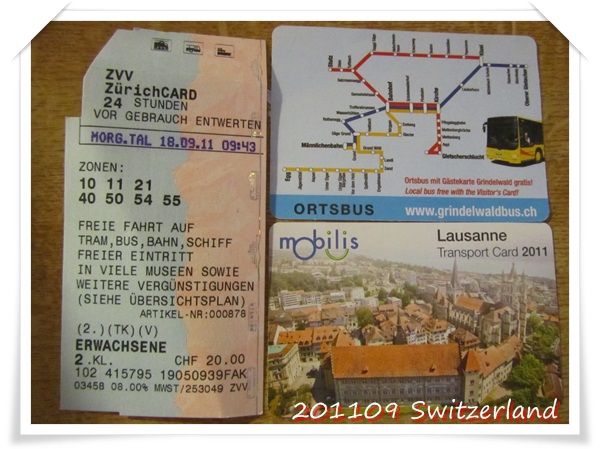 ZVV
ZürichCARD
24 STUNDEN
VOR GEBRAUCH ENTWERTEN
MORG.TAL 18.09.11 09:43
ZONEN:
10 11 21
40 50 54 55
FREIE FAHRT AUF
TRAM,BUS,BAHN,SCHIFF
FREIER EINTRITT
IN VIELE MUSEEN SOWIE
WEITERE VERGÜNSTIGUNGEN
(SIEHE ÜBERSICHTSPLAN)
ARTIKEL-NR:000878
(2.)(TK)(V)
ERWACHSENE
2.KL. CHF 20.00
102 415795 19050939FAK
03458 08.00% MWST/253049 ZVV
Männlichenbahn
Gletscherschlucht
Ortsbus mit Gästekarte Grindelwald gratis!
Local bus free with the Visitor's Card!
ORTSBUS www.grindelwaldbus.ch
mobilis
Lausanne
Transport Card 2011
201109 Switzerland